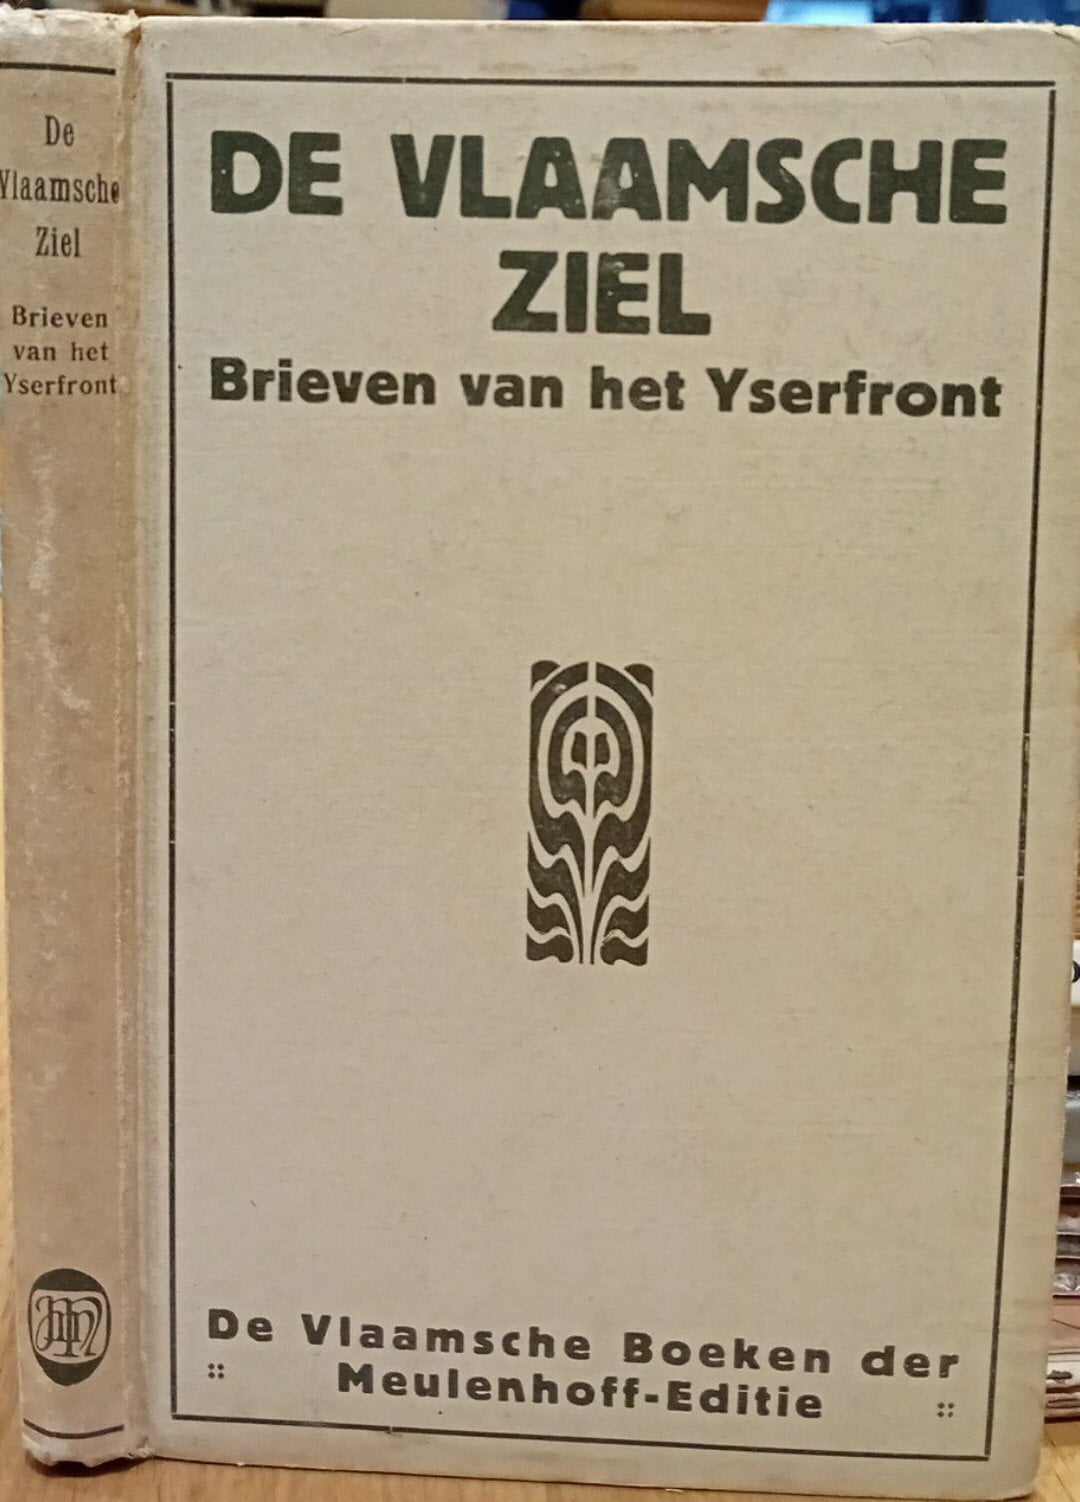 De
Vlaamsche
Ziel
Brieven
van het
Yserfront
DE VLAAMSCHE
ZIEL
Brieven van het Yserfront
De Vlaamsche Boeken der
:: Meulenhoff-Editie ::